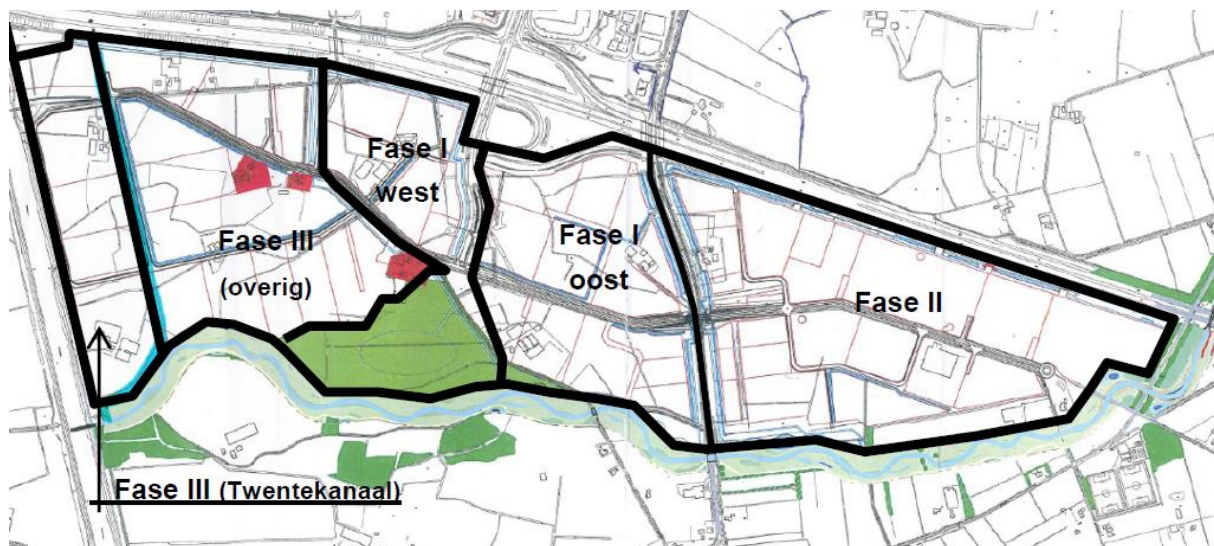 Fase I
west
Fase III
(overig)
Fase I
oost
Fase II
Fase III (Twentekanaal)